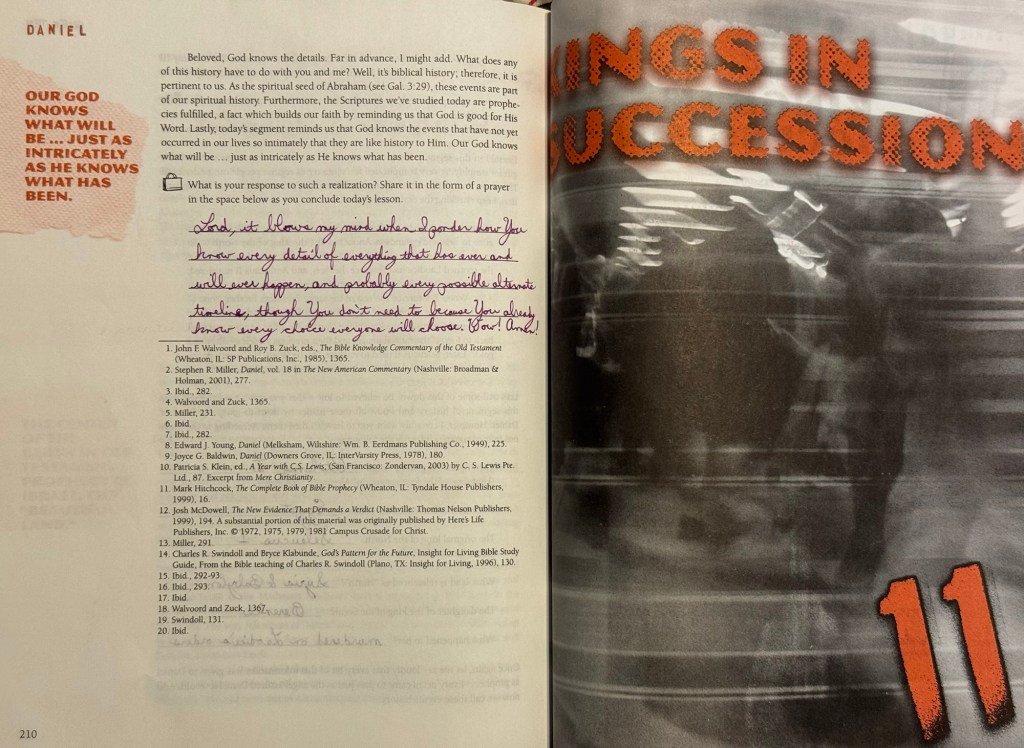 DANIEL
OUR GOD
KNOWS
WHAT WILL
BE ... JUST AS
INTRICATELY
AS HE KNOWS
WHAT HAS
BEEN.
Beloved, God knows the details. Far in advance, I might add. What does any
of this history have to do with you and me? Well, it's biblical history; therefore, it is
pertinent to us. As the spiritual seed of Abraham (see Gal. 3:29), these events are part
of our spiritual history. Furthermore, the Scriptures we've studied today are prophe-
cies fulfilled, a fact which builds our faith by reminding us that God is good for His
Word. Lastly, today's segment reminds us that God knows the events that have not yet
occurred in our lives so intimately that they are like history to Him. Our God knows
what will be ... just as intricately as He knows what has been.
What is your response to such a realization? Share it in the form of a prayer
in the space below as you conclude today's lesson.
Lord, it blows my mind when I ponder how You
know every detail of everything that has ever and
will ever happen, and probably every possible alternate
timeline, though You don't need to because You already
know every choice everyone will choose. Wow! Amen!
1. John F. Walvoord and Roy B. Zuck, eds., The Bible Knowledge Commentary of the Old Testament
(Wheaton, IL: SP Publications, Inc., 1985), 1365.
2. Stephen R. Miller, Daniel, vol. 18 in The New American Commentary (Nashville: Broadman &
Holman, 2001), 277.
3. Ibid., 282.
4. Walvoord and Zuck, 1365.
5. Miller, 231.
6. Ibid.
7. Ibid., 282.
8. Edward J. Young, Daniel (Melksham, Wiltshire: Wm. B. Eerdmans Publishing Co., 1949), 225.
9. Joyce G. Baldwin, Daniel (Downers Grove, IL: InterVarsity Press, 1978), 180.
10. Patricia S. Klein, ed., A Year with C.S. Lewis, (San Francisco: Zondervan, 2003) by C. S. Lewis Pte.
Ltd., 87. Excerpt from Mere Christianity.
11. Mark Hitchcock, The Complete Book of Bible Prophecy (Wheaton, IL: Tyndale House Publishers,
1999), 16.
12. Josh McDowell, The New Evidence That Demands a Verdict (Nashville: Thomas Nelson Publishers,
1999), 194. A substantial portion of this material was originally published by Here's Life
Publishers, Inc. © 1972, 1975, 1979, 1981 Campus Crusade for Christ.
13. Miller, 291.
14. Charles R. Swindoll and Bryce Klabunde, God's Pattern for the Future, Insight for Living Bible Study
Guide, From the Bible teaching of Charles R. Swindoll (Plano, TX: Insight for Living, 1996), 130.
15. Ibid., 292-93.
16. Ibid., 293.
17. Ibid.
18. Walvoord and Zuck, 1367.
19. Swindoll, 131.
20. Ibid.
210
KINGS IN
SUCCESSION
11